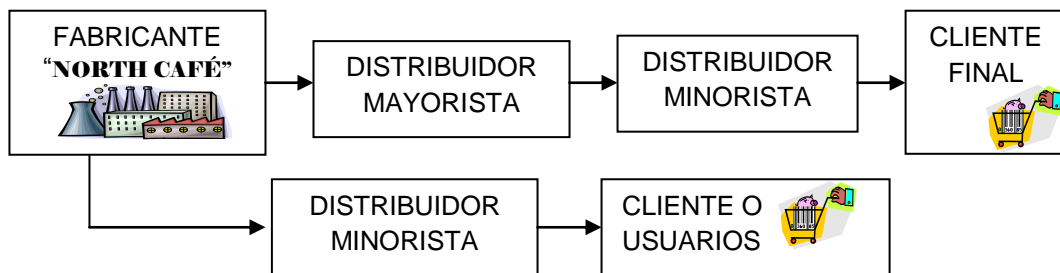 FABRICANTE
“NORTH CAFÉ”
DISTRIBUIDOR
MAYORISTA
DISTRIBUIDOR
MINORISTA
CLIENTE
FINAL
DISTRIBUIDOR
MINORISTA
CLIENTE O
USUARIOS